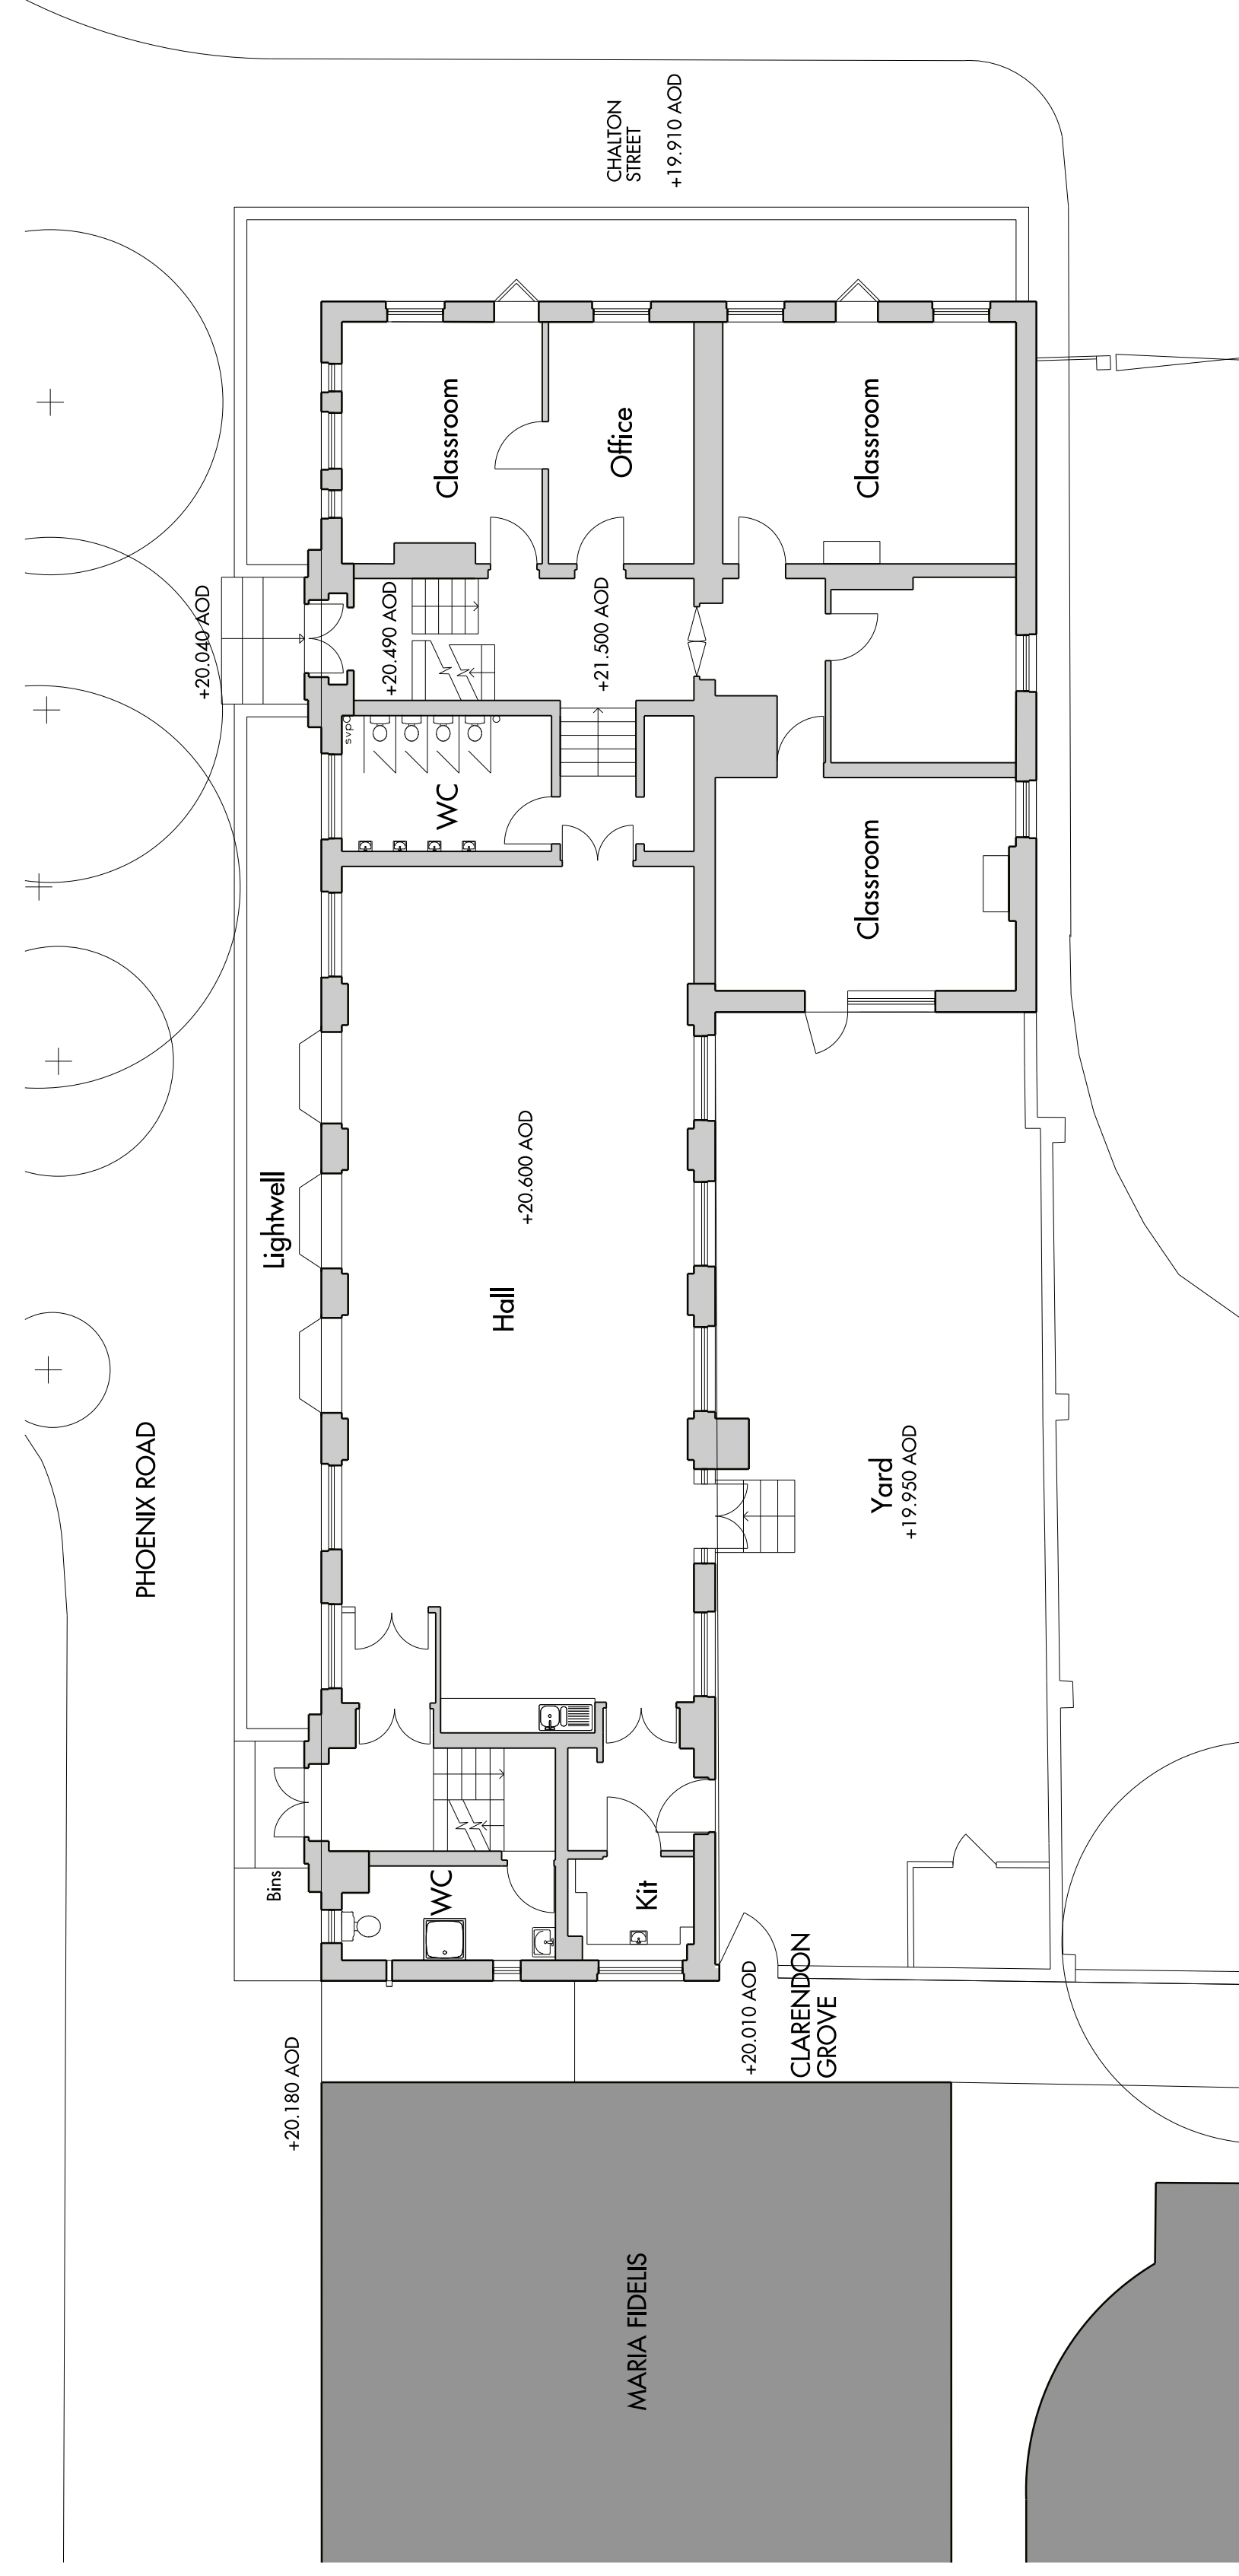 CHALTON
STREET
+19.910 AOD
Classroom
Office
Classroom
+20.040 AOD
+20.490 AOD
+21.500 AOD
svp
WC
Classroom
Lightwell
+20.600 AOD
Hall
PHOENIX ROAD
Yard
+19.950 AOD
Bins
WC
Kit
+20.180 AOD
+20.010 AOD
CLARENDON
GROVE
MARIA FIDELIS